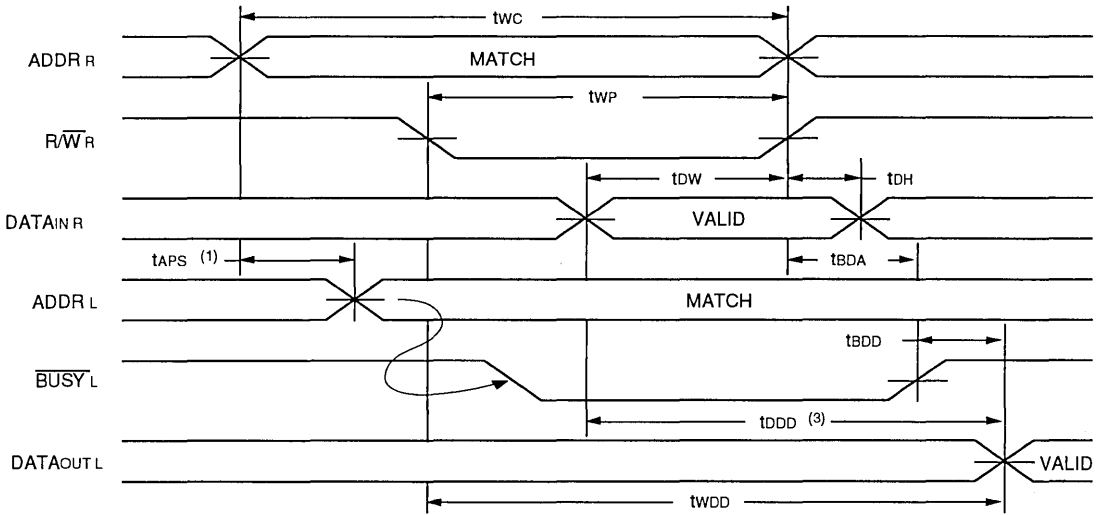 tWC
ADDR R
MATCH
tWP
R/W̅ R
tDW
tDH
DATAIN R
VALID
tAPS (1)
tBDA
ADDR L
MATCH
tBDD
B̅U̅S̅Y̅ L
tDDD (3)
DATAOUT L
VALID
tWDD